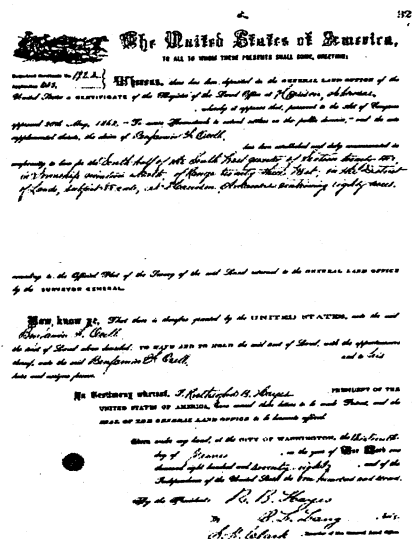 92
The United States of America,
TO ALL TO WHOM THESE PRESENTS SHALL COME, GREETING:
Homestead Certificate No. 1922
Application 205
Whereas, there has been deposited in the GENERAL LAND OFFICE of the
United States a CERTIFICATE of the Register of the Land Office at Harrison, Arkansas,
whereby it appears that, pursuant to the Act of Congress
approved 20th May, 1862, "To secure Homesteads to actual settlers on the public domain," and the acts
supplemental thereto, the claim of Benjamin F.
has been established and duly consummated in
conformity to law for the South half of the South West quarter of Section twenty
in Township nineteen North of Range twenty three West in the District
of Lands subject to at Harrison Arkansas containing eighty acres.
according to the Official Plat of the Survey of the said Land returned to the GENERAL LAND OFFICE
by the SURVEYOR GENERAL.
Now, know ye, That there is therefore granted by the UNITED STATES, unto the said
Benjamin F.
the tract of Land above described, TO HAVE AND TO HOLD the said tract of Land, with the appurtenances
thereof, unto the said Benjamin F. and to his
heirs and assigns forever.
In Testimony whereof, I, Rutherford B. Hayes, PRESIDENT OF THE
UNITED STATES OF AMERICA, have caused these letters to be made Patent, and the
SEAL OF THE GENERAL LAND OFFICE to be hereunto affixed.
Given under my hand, at the CITY OF WASHINGTON, the thirteenth
day of , in the year of Our Lord one
thousand eight hundred and seventy eight, and of the
Independence of the United States the one hundred and second.
By the President: R. B. Hayes
By , Sec'y.
S. W. Clark, Recorder of the General Land Office.